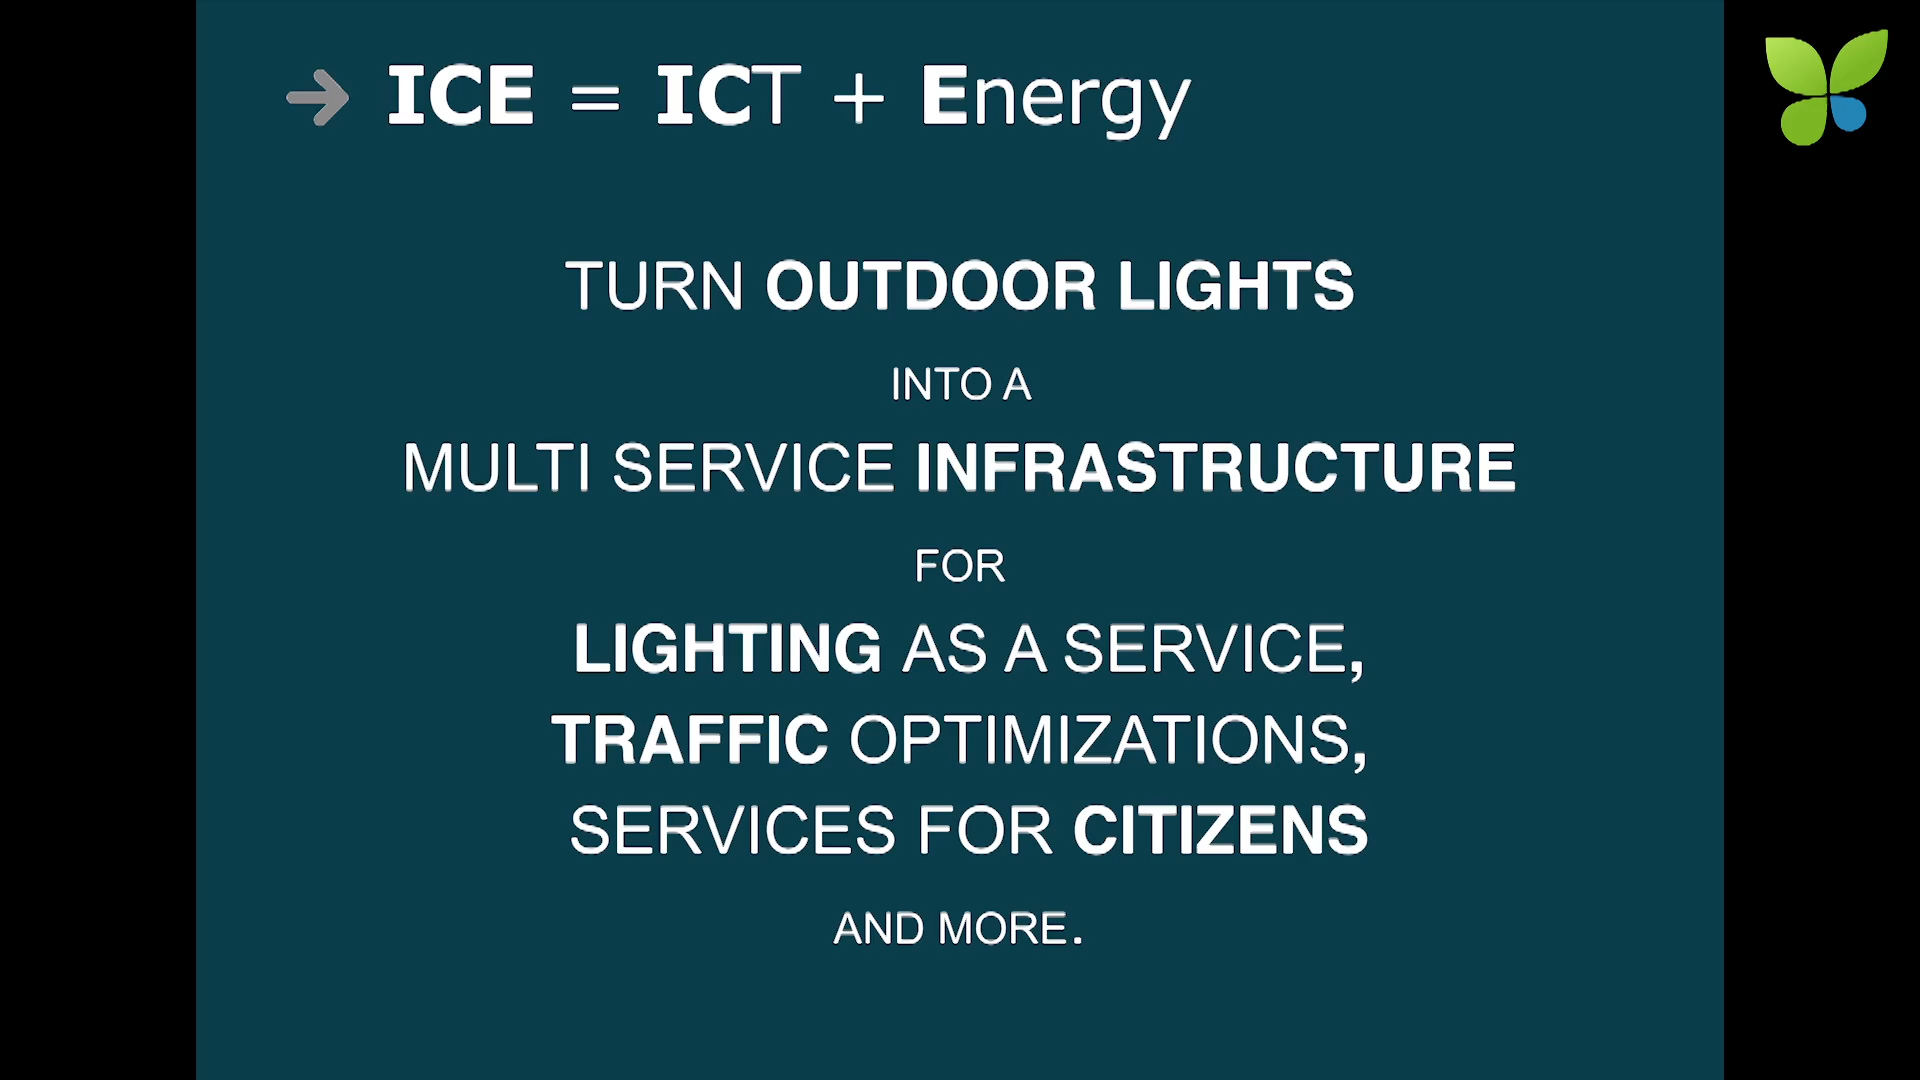 ICE = ICT + Energy
TURN OUTDOOR LIGHTS
INTO A
MULTI SERVICE INFRASTRUCTURE
FOR
LIGHTING AS A SERVICE,
TRAFFIC OPTIMIZATIONS,
SERVICES FOR CITIZENS
AND MORE.